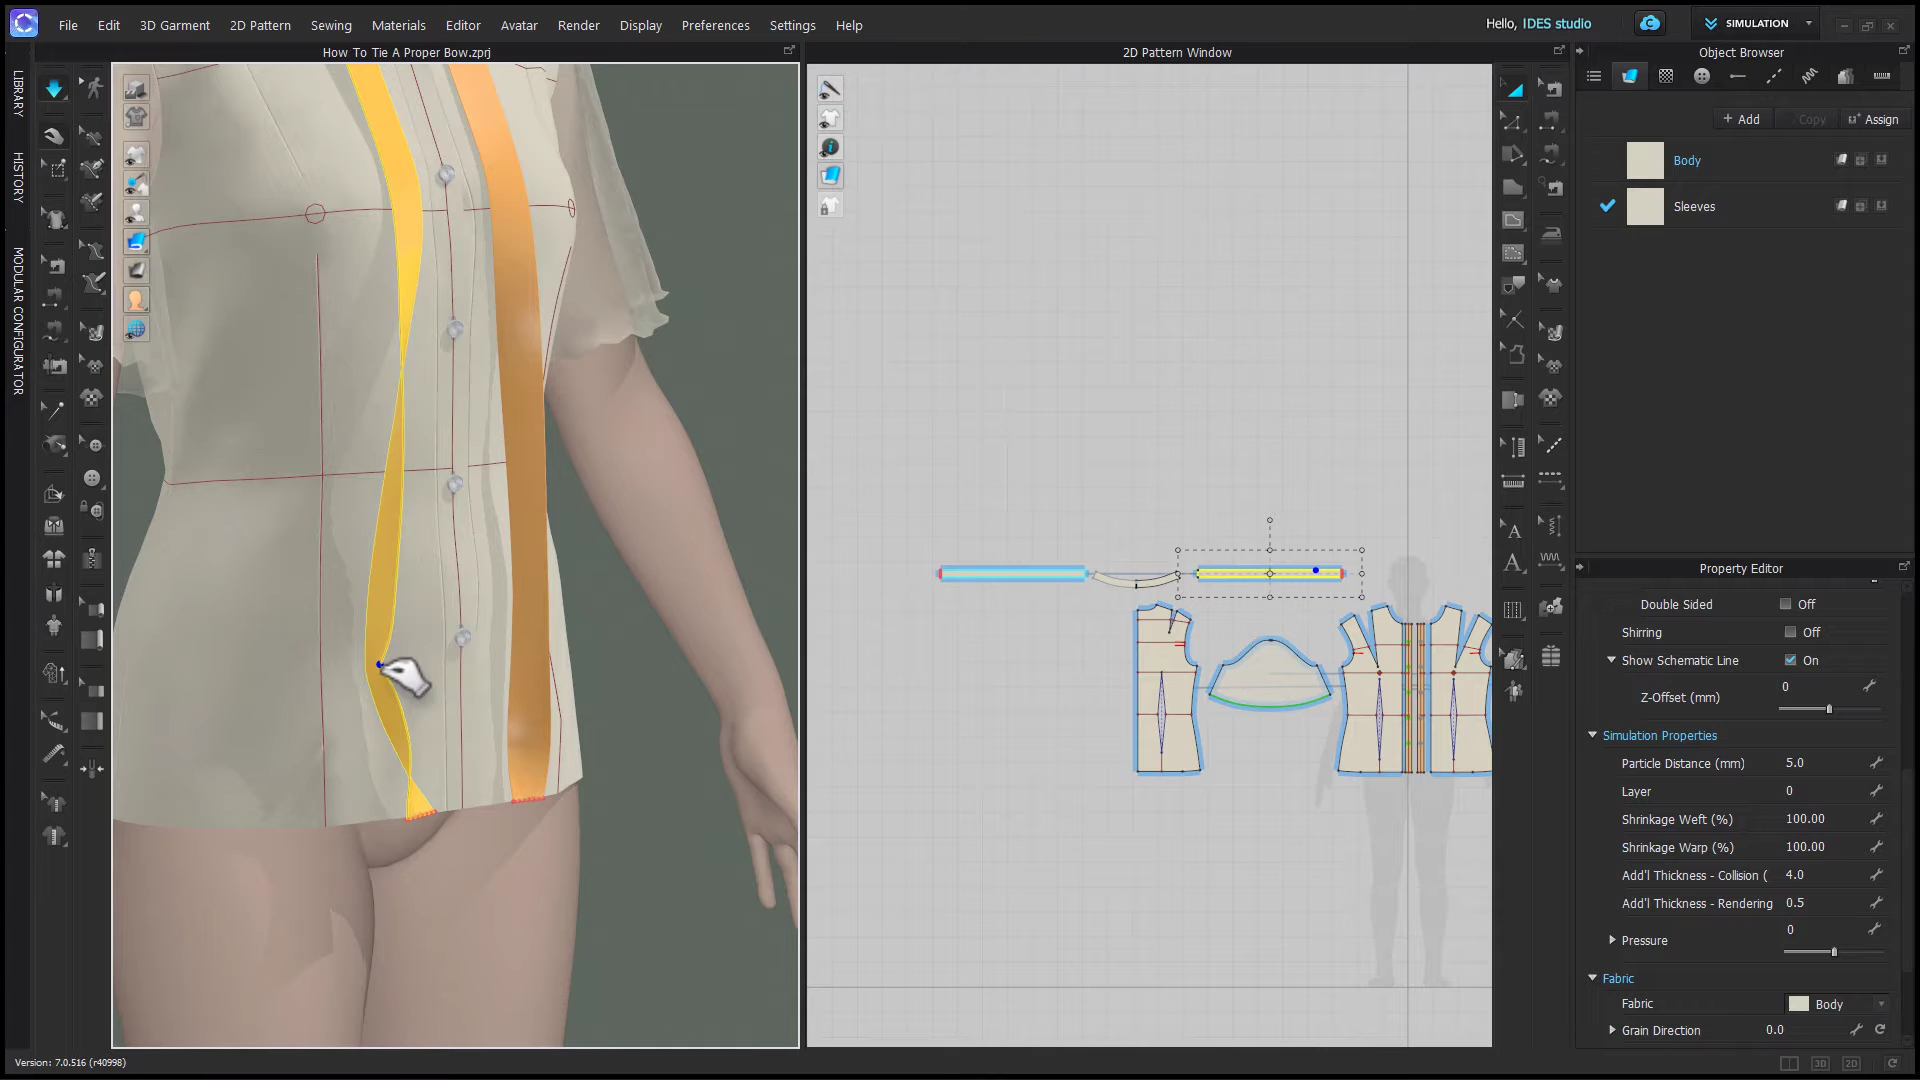 File Edit 3D Garment 2D Pattern Sewing Materials Editor Avatar Render Display Preferences Settings Help
Hello, IDES studio
SIMULATION
How To Tie A Proper Bow.zprj
2D Pattern Window
Object Browser
LIBRARY
HISTORY
MODULAR CONFIGURATOR
+ Add Copy Assign
Body
Sleeves
Property Editor
Double Sided Off
Shirring Off
Show Schematic Line On
Z-Offset (mm) 0
Simulation Properties
Particle Distance (mm) 5.0
Layer 0
Shrinkage Weft (%) 100.00
Shrinkage Warp (%) 100.00
Add'l Thickness - Collision ( 4.0
Add'l Thickness - Rendering 0.5
Pressure 0
Fabric
Fabric Body
Grain Direction 0.0
Version: 7.0.516 (r40998)
3D 2D